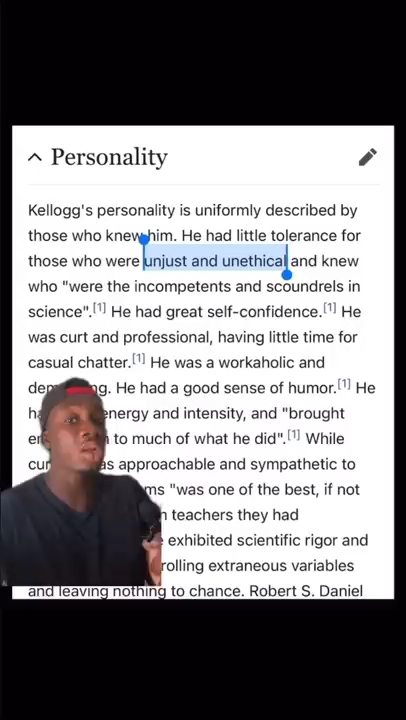 Personality
Kellogg's personality is uniformly described by
those who knew him. He had little tolerance for
those who were unjust and unethical and knew
who "were the incompetents and scoundrels in
science".[1] He had great self-confidence.[1] He
was curt and professional, having little time for
casual chatter.[1] He was a workaholic and
He had a good sense of humor.[1] He
energy and intensity, and "brought
to much of what he did".[1] While
as approachable and sympathetic to
"was one of the best, if not
teachers they had
exhibited scientific rigor and
variables
and leaving nothing to chance. Robert S. Daniel